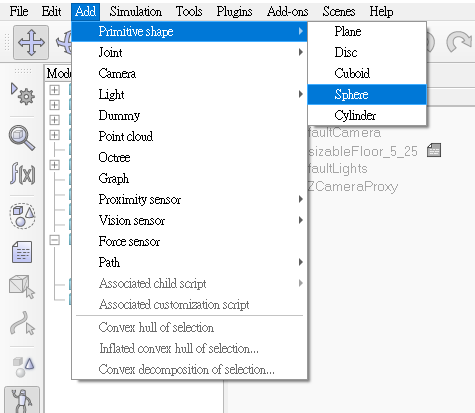 File Edit Add Simulation Tools Plugins Add-ons Scenes Help
Primitive shape
Plane
Joint
Disc
Camera
Cuboid
Light
Sphere
Dummy
Cylinder
Point cloud
faultCamera
Octree
sizableFloor_5_25
Graph
faultLights
Proximity sensor
ZCameraProxy
Vision sensor
Force sensor
Path
Associated child script
Associated customization script
Convex hull of selection
Inflated convex hull of selection...
Convex decomposition of selection...
Mode
f(x)